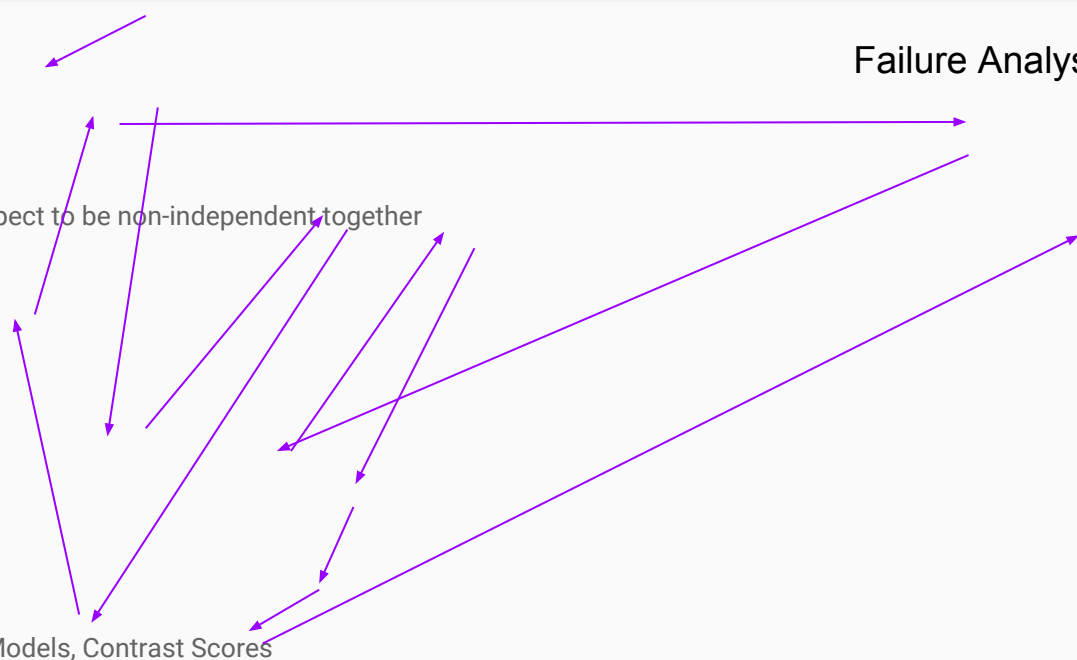 Failure Analys
pect to be non-independent together
Models, Contrast Scores